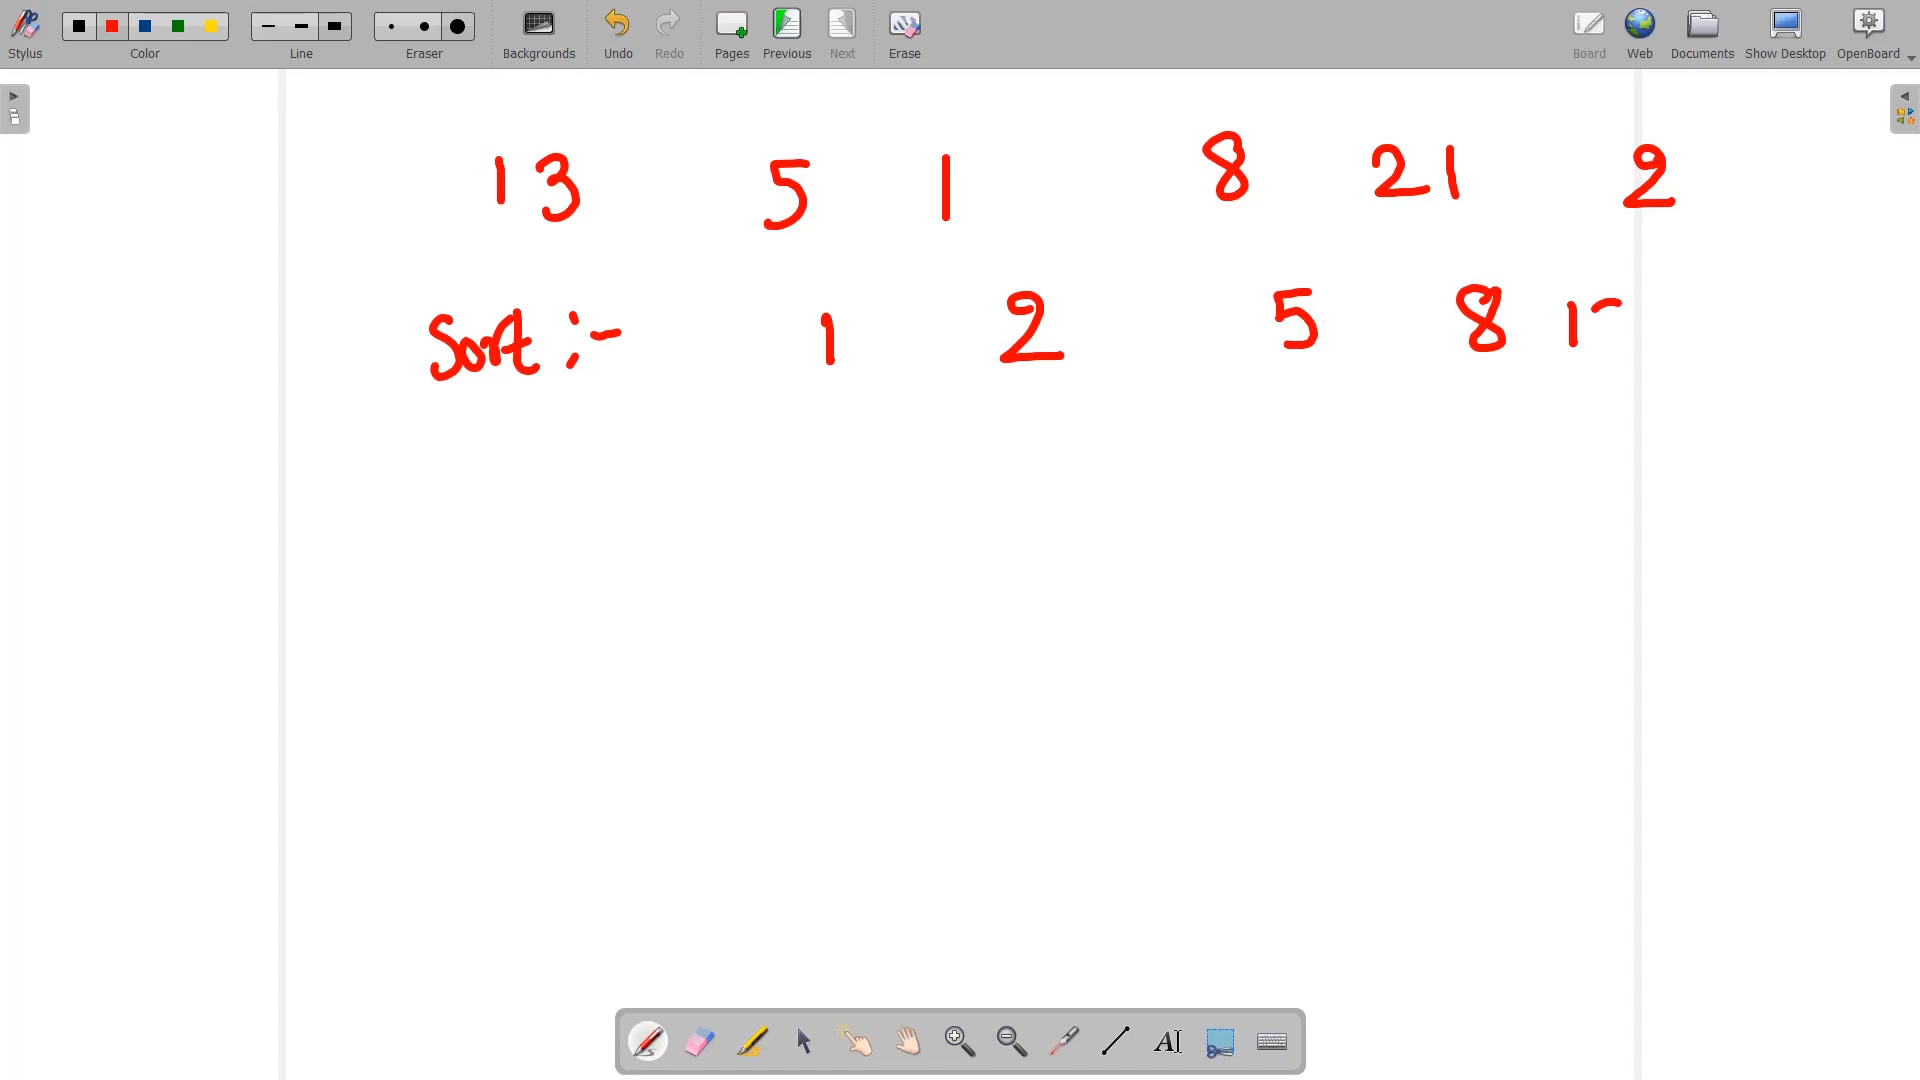 Stylus Color Line Eraser Backgrounds Undo Redo Pages Previous Next Erase Board Web Documents Show Desktop OpenBoard
13 5 1 8 21 2
Sort :- 1 2 5 8 1